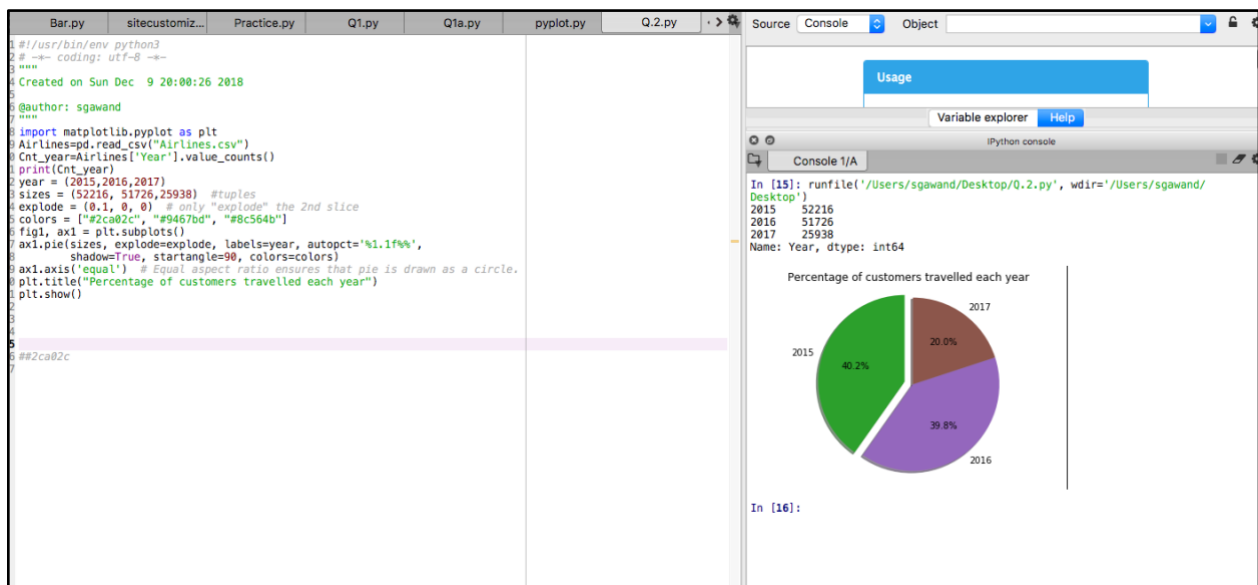 Bar.py sitecustomiz... Practice.py Q1.py Q1a.py pyplot.py Q.2.py
1 #!/usr/bin/env python3
2 # -*- coding: utf-8 -*-
3 """
4 Created on Sun Dec  9 20:00:26 2018
5
6 @author: sgawand
7 """
8 import matplotlib.pyplot as plt
9 Airlines=pd.read_csv("Airlines.csv")
0 Cnt_year=Airlines['Year'].value_counts()
1 print(Cnt_year)
2 year = (2015,2016,2017)
3 sizes = (52216, 51726,25938)  #tuples
4 explode = (0.1, 0, 0)  # only "explode" the 2nd slice
5 colors = ["#2ca02c", "#9467bd", "#8c564b"]
6 fig1, ax1 = plt.subplots()
7 ax1.pie(sizes, explode=explode, labels=year, autopct='%1.1f%%',
8         shadow=True, startangle=90, colors=colors)
9 ax1.axis('equal')  # Equal aspect ratio ensures that pie is drawn as a circle.
0 plt.title("Percentage of customers travelled each year")
1 plt.show()
2
3
4
5
6 ##2ca02c
7
Source Console Object
Usage
Variable explorer Help
IPython console
Console 1/A
In [15]: runfile('/Users/sgawand/Desktop/Q.2.py', wdir='/Users/sgawand/
Desktop')
2015    52216
2016    51726
2017    25938
Name: Year, dtype: int64
Percentage of customers travelled each year
2017
20.0%
2015
40.2%
39.8%
2016
In [16]: